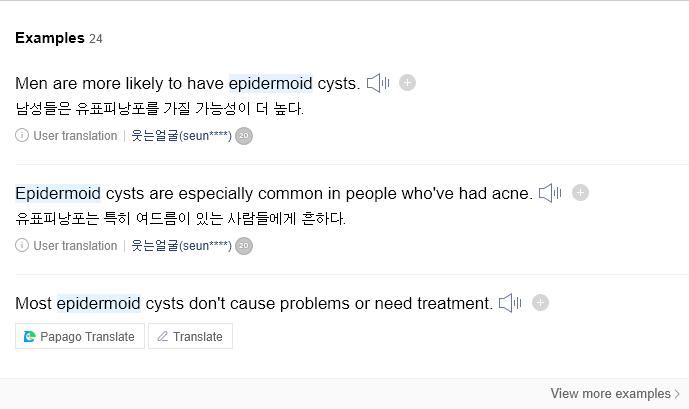 Examples 24
Men are more likely to have epidermoid cysts.
남성들은 유표피낭포를 가질 가능성이 더 높다.
User translation | 웃는얼굴(seun****) 20
Epidermoid cysts are especially common in people who've had acne.
유표피낭포는 특히 여드름이 있는 사람들에게 흔하다.
User translation | 웃는얼굴(seun****) 20
Most epidermoid cysts don't cause problems or need treatment.
Papago Translate Translate
View more examples